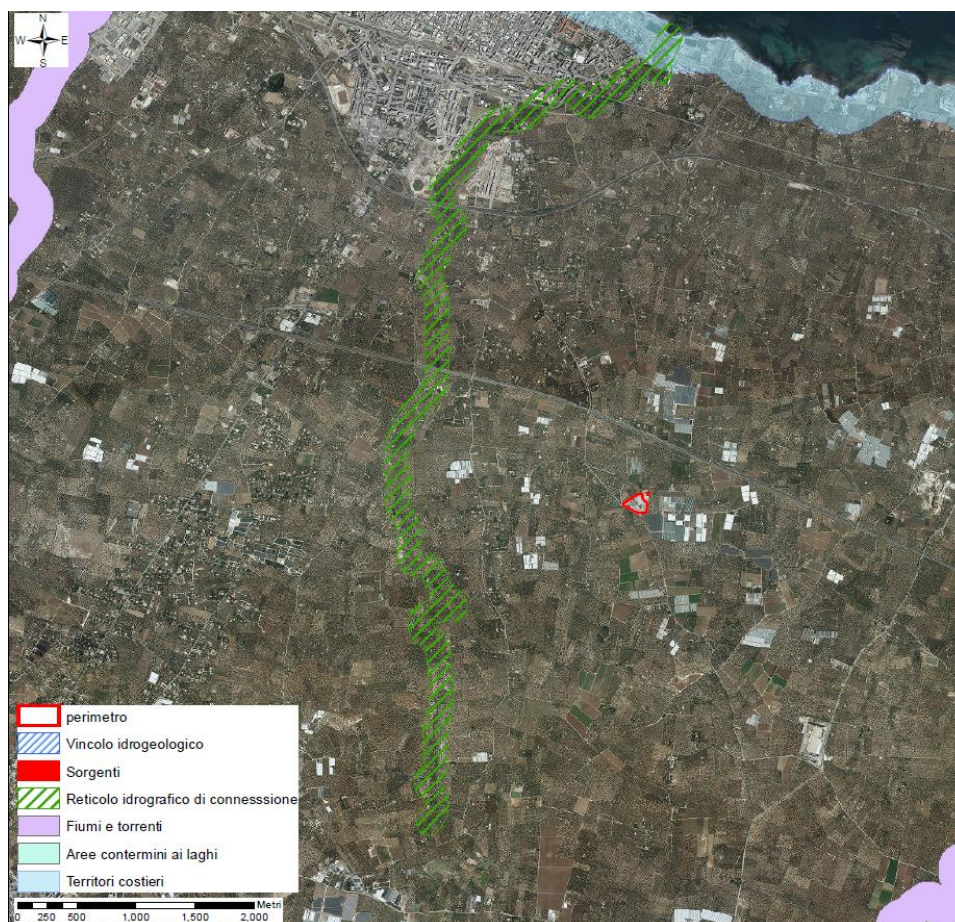 N
W E
S
perimetro
Vincolo idrogeologico
Sorgenti
Reticolo idrografico di connesssione
Fiumi e torrenti
Aree contermini ai laghi
Territori costieri
Metri
0 250 500 1,000 1,500 2,000